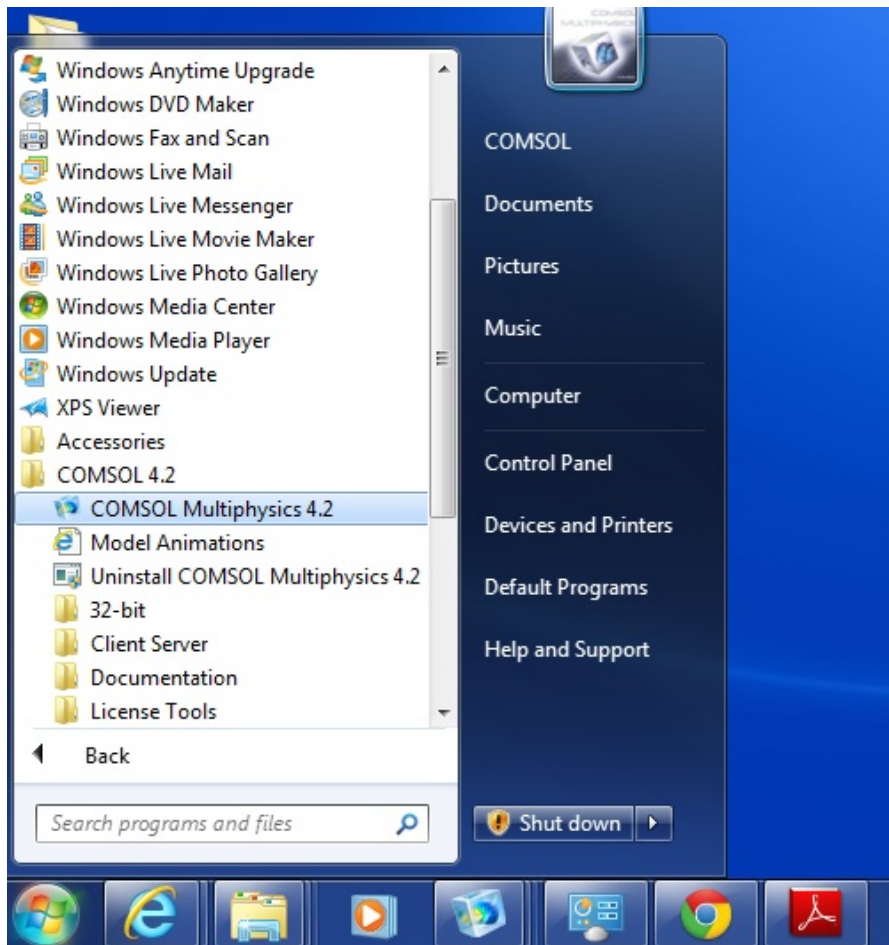 COMSOL
MULTIPHYSICS
Windows Anytime Upgrade
Windows DVD Maker
Windows Fax and Scan
Windows Live Mail
Windows Live Messenger
Windows Live Movie Maker
Windows Live Photo Gallery
Windows Media Center
Windows Media Player
Windows Update
XPS Viewer
Accessories
COMSOL 4.2
COMSOL Multiphysics 4.2
Model Animations
Uninstall COMSOL Multiphysics 4.2
32-bit
Client Server
Documentation
License Tools
Back
Search programs and files
COMSOL
Documents
Pictures
Music
Computer
Control Panel
Devices and Printers
Default Programs
Help and Support
Shut down